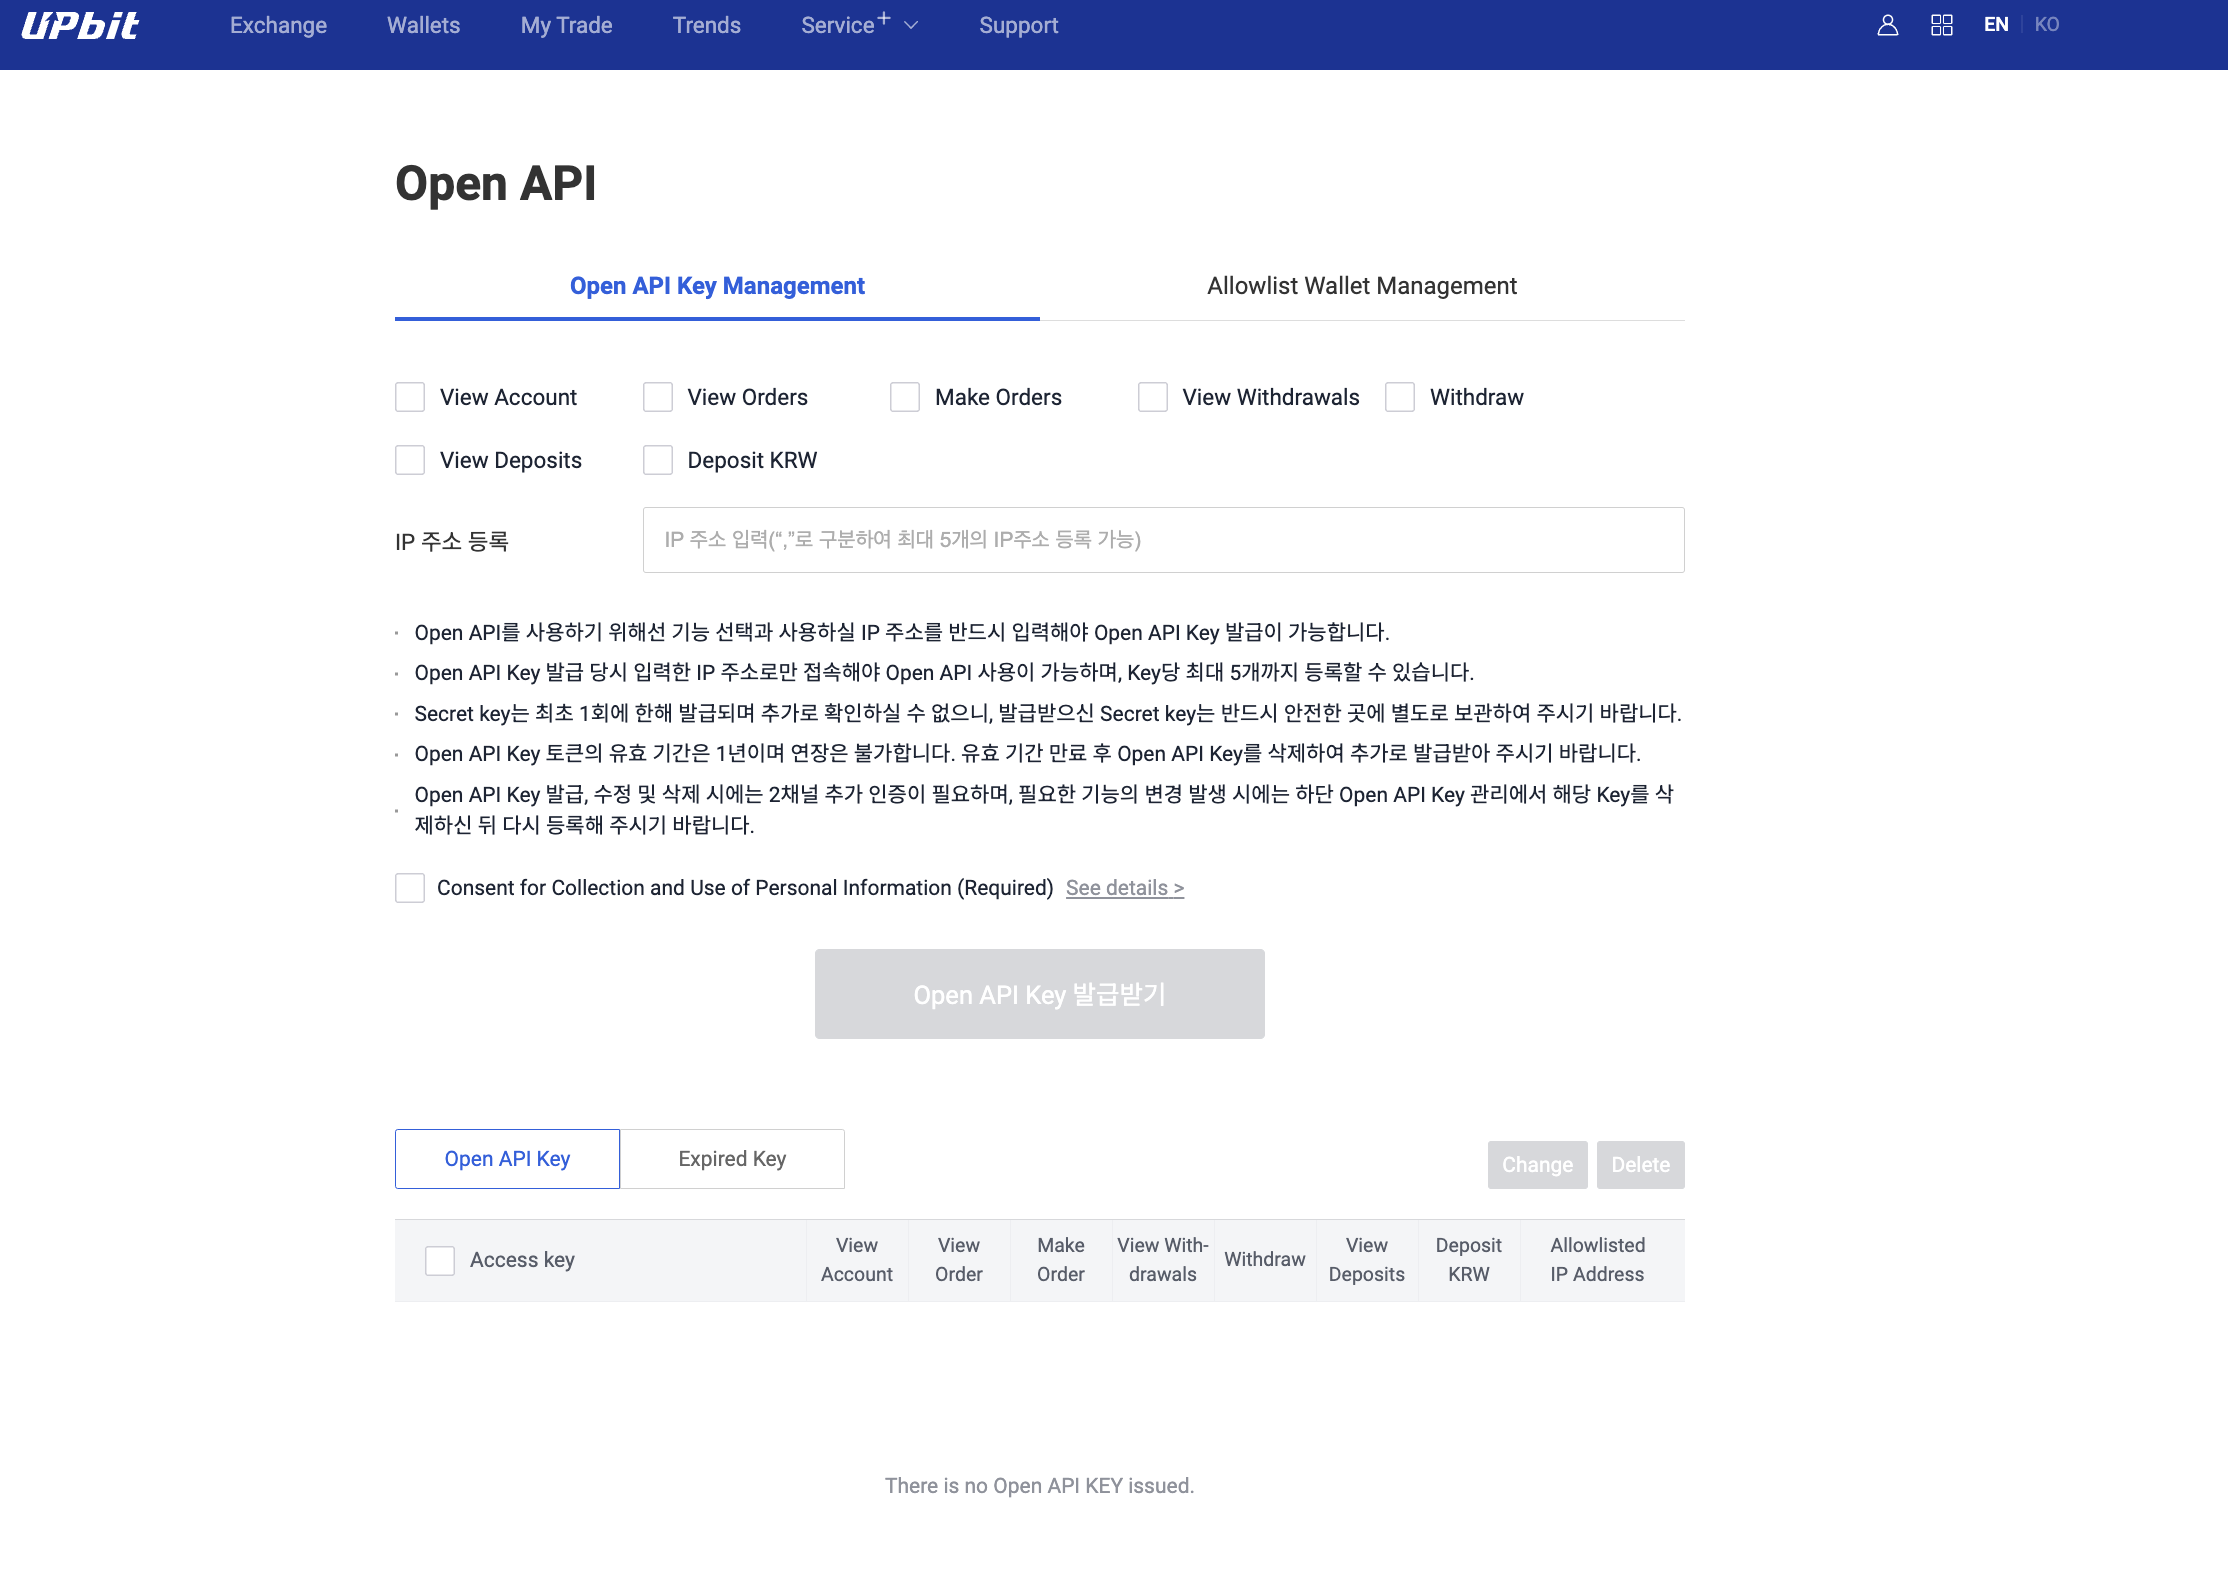 UPbit
Exchange Wallets My Trade Trends Service+ Support EN KO
Open API
Open API Key Management Allowlist Wallet Management
View Account View Orders Make Orders View Withdrawals Withdraw
View Deposits Deposit KRW
IP 주소 등록 IP 주소 입력(“,”로 구분하여 최대 5개의 IP주소 등록 가능)
· Open API를 사용하기 위해선 기능 선택과 사용하실 IP 주소를 반드시 입력해야 Open API Key 발급이 가능합니다.
· Open API Key 발급 당시 입력한 IP 주소로만 접속해야 Open API 사용이 가능하며, Key당 최대 5개까지 등록할 수 있습니다.
· Secret key는 최초 1회에 한해 발급되며 추가로 확인하실 수 없으니, 발급받으신 Secret key는 반드시 안전한 곳에 별도로 보관하여 주시기 바랍니다.
· Open API Key 토큰의 유효 기간은 1년이며 연장은 불가합니다. 유효 기간 만료 후 Open API Key를 삭제하여 추가로 발급받아 주시기 바랍니다.
· Open API Key 발급, 수정 및 삭제 시에는 2채널 추가 인증이 필요하며, 필요한 기능의 변경 발생 시에는 하단 Open API Key 관리에서 해당 Key를 삭
제하신 뒤 다시 등록해 주시기 바랍니다.
Consent for Collection and Use of Personal Information (Required) See details >
Open API Key 발급받기
Open API Key Expired Key Change Delete
Access key
View
Account
View
Order
Make
Order
View With-
drawals
Withdraw
View
Deposits
Deposit
KRW
Allowlisted
IP Address
There is no Open API KEY issued.